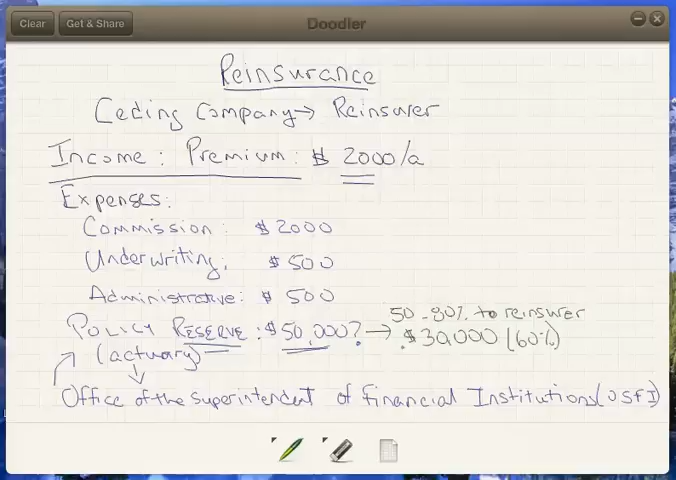 Clear
Get & Share
Doodler
Reinsurance
Ceding Company → Reinsurer
Income: Premium: $ 2000/a
Expenses:
Commission: $ 2000
Underwriting: $ 500
Administrative: $ 500
50-80% to reinsurer
Policy Reserve: $50,000? → $30,000 (60%)
(actuary)
Office of the superintendent of Financial Institutions (OSFI)